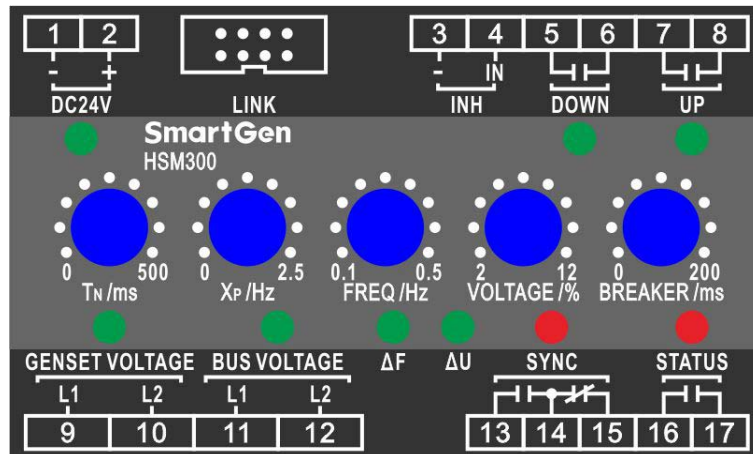 1 2 3 4 5 6 7 8
- + - IN
DC24V LINK INH DOWN UP
SmartGen
HSM300
0 500 0 2.5 0.1 0.5 2 12 0 200
TN /ms XP /Hz FREQ /Hz VOLTAGE /% BREAKER /ms
GENSET VOLTAGE BUS VOLTAGE ΔF ΔU SYNC STATUS
L1 L2 L1 L2
9 10 11 12 13 14 15 16 17